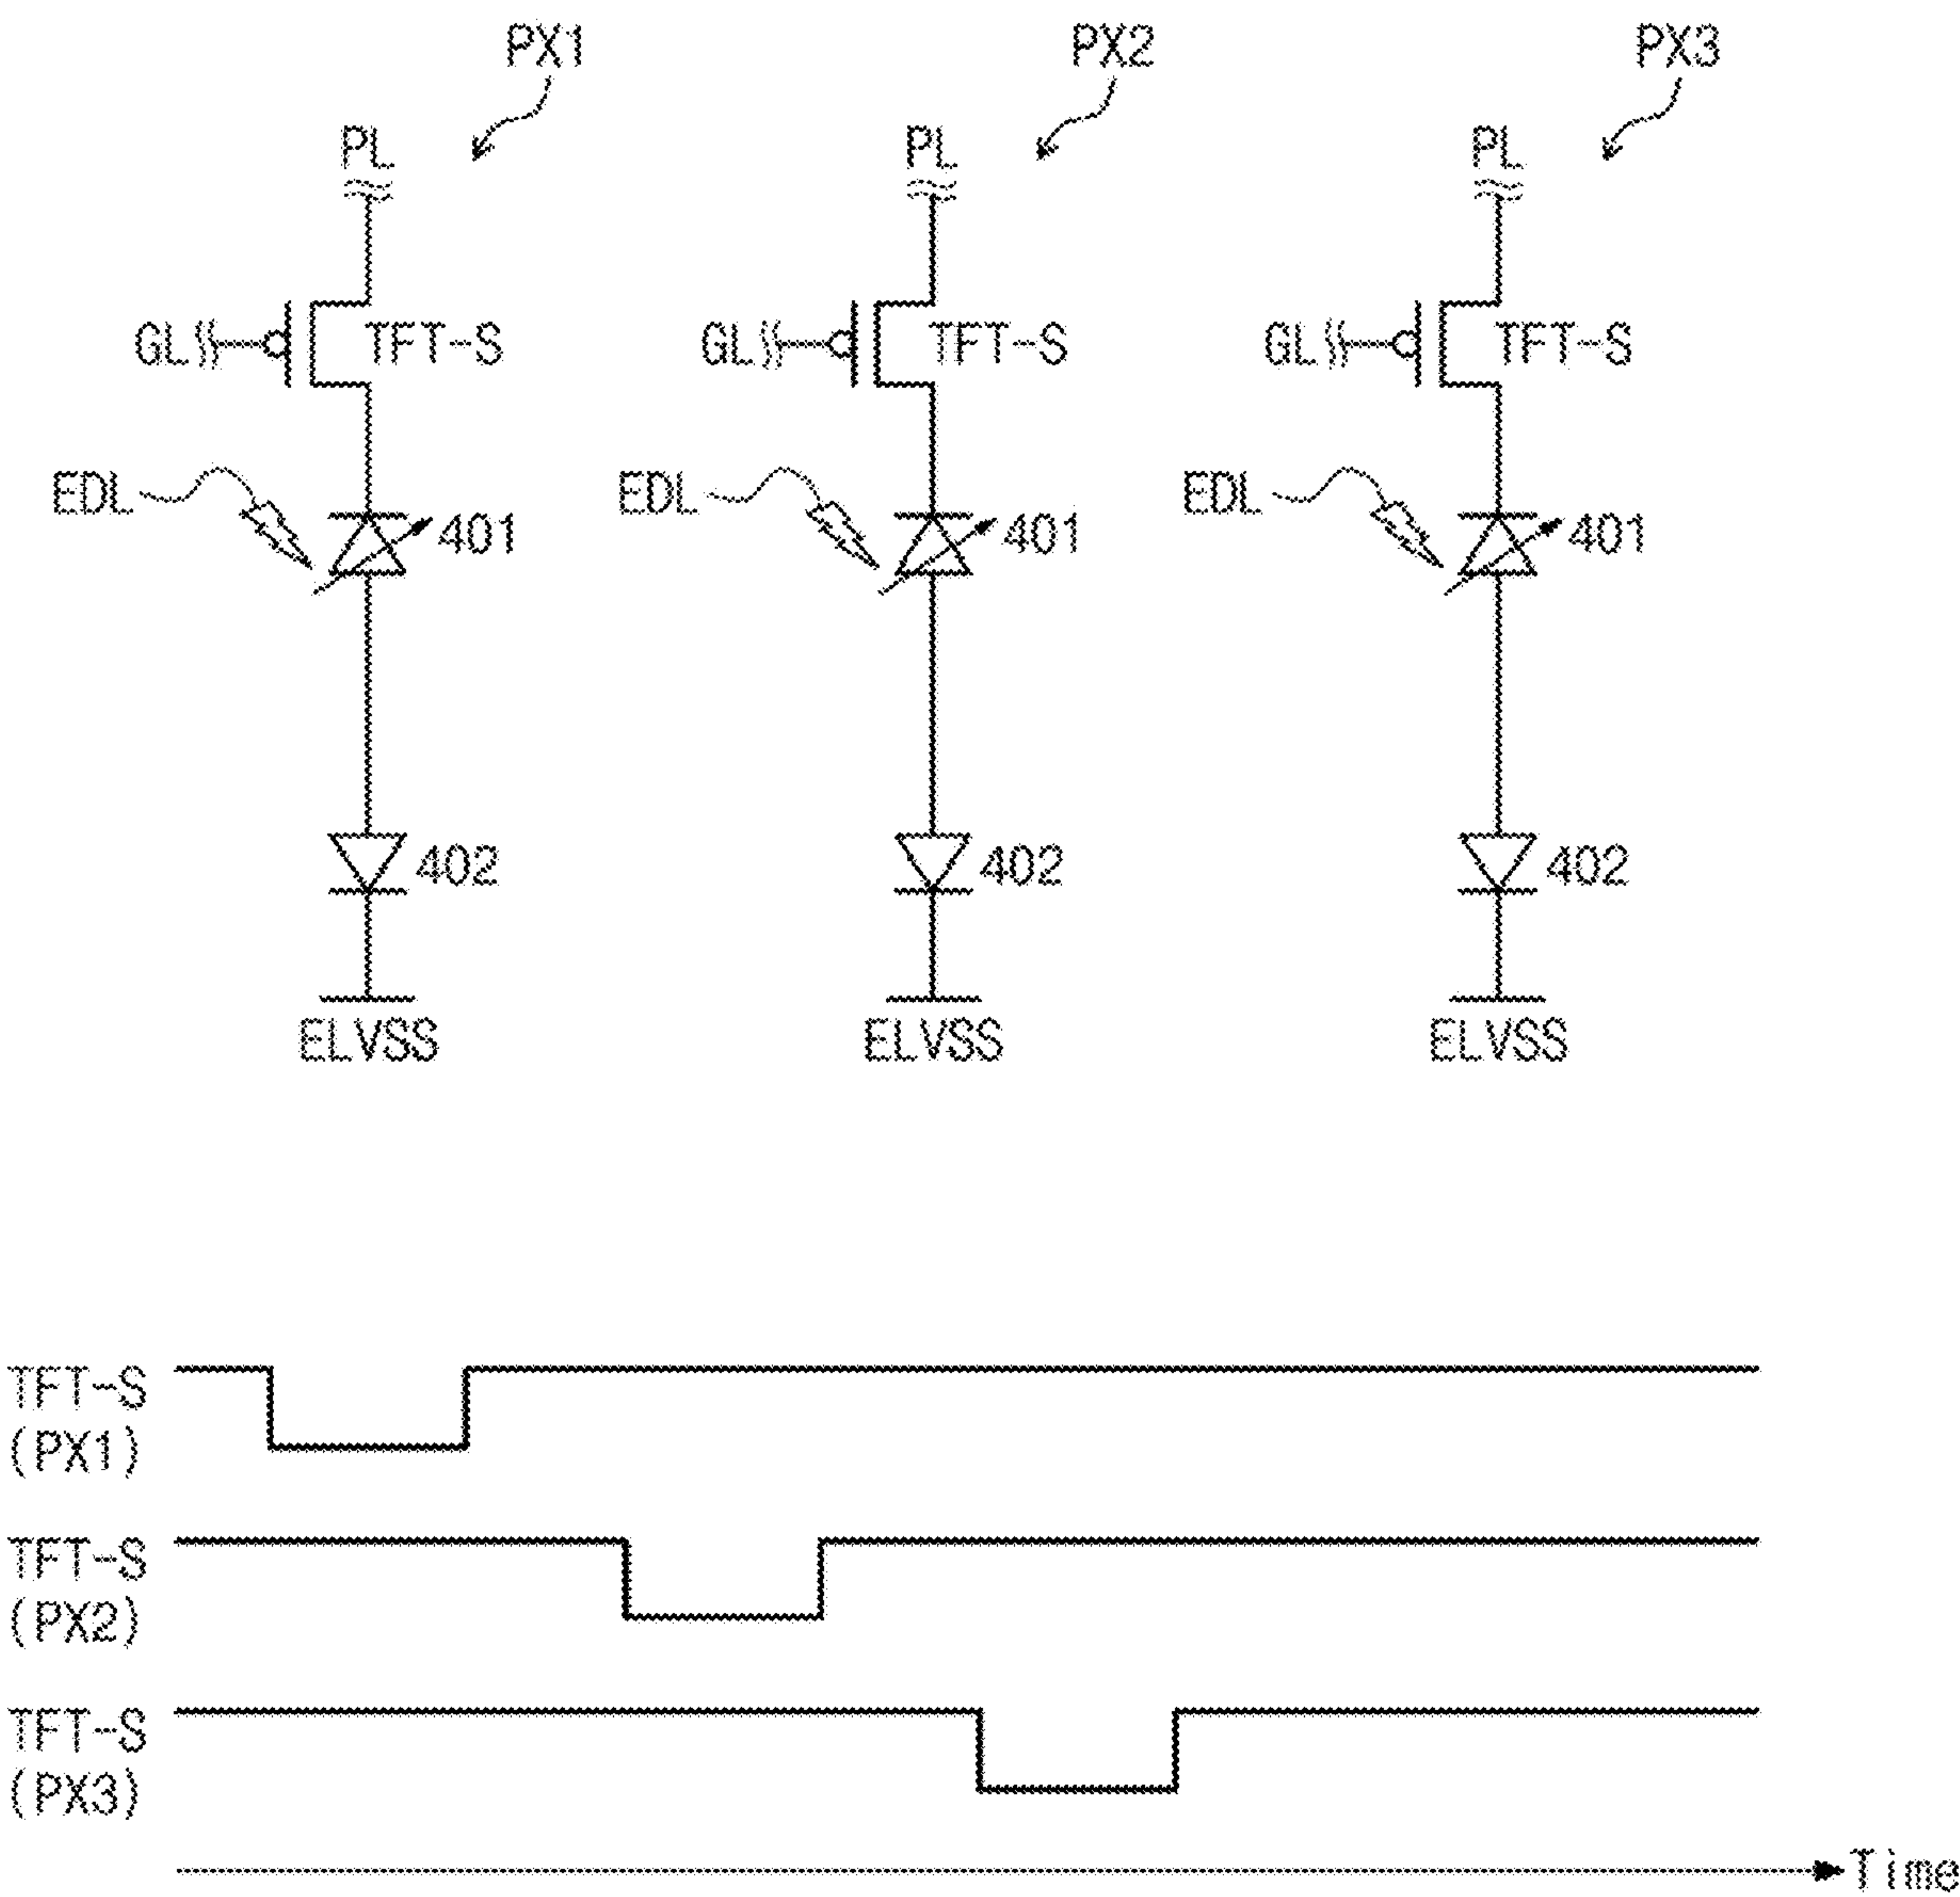 PX1 PX2 PX3
PL PL PL
GL TFT-S GL TFT-S GL TFT-S
EDL 401 EDL 401 EDL 401
402 402 402
ELVSS ELVSS ELVSS
TFT-S
(PX1)
TFT-S
(PX2)
TFT-S
(PX3)
Time